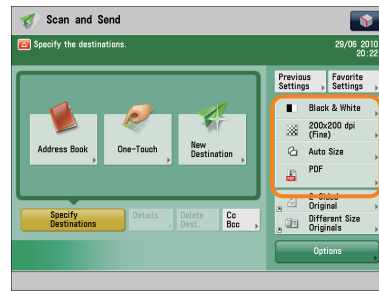 Scan and Send
Specify the destinations.
29/06 2010
20:22
Address Book
One-Touch
New
Destination
Specify
Destinations
Details
Delete
Dest.
Cc
Bcc
Previous
Settings
Favorite
Settings
Black & White
200x200 dpi
(Fine)
Auto Size
PDF
2-Sided
Original
Different Size
Originals
Options